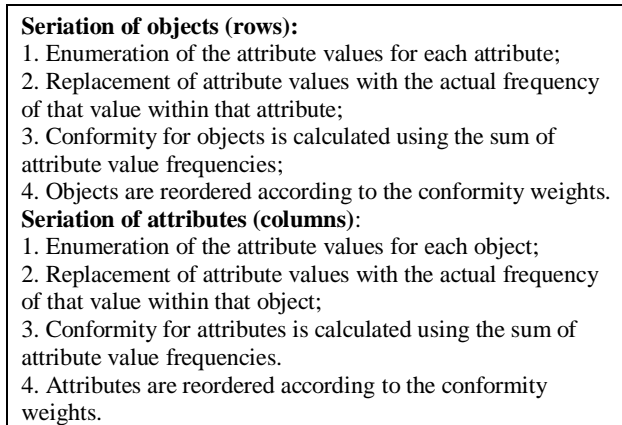 Seriation of objects (rows):
1. Enumeration of the attribute values for each attribute;
2. Replacement of attribute values with the actual frequency
of that value within that attribute;
3. Conformity for objects is calculated using the sum of
attribute value frequencies;
4. Objects are reordered according to the conformity weights.
Seriation of attributes (columns):
1. Enumeration of the attribute values for each object;
2. Replacement of attribute values with the actual frequency
of that value within that object;
3. Conformity for attributes is calculated using the sum of
attribute value frequencies.
4. Attributes are reordered according to the conformity
weights.